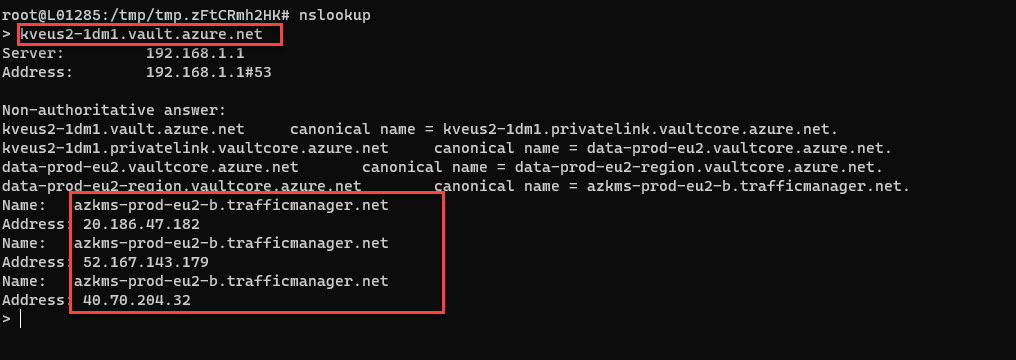 root@L01285:/tmp/tmp.zFtCRmh2HK# nslookup
> kveus2-1dm1.vault.azure.net
Server:         192.168.1.1
Address:        192.168.1.1#53

Non-authoritative answer:
kveus2-1dm1.vault.azure.net     canonical name = kveus2-1dm1.privatelink.vaultcore.azure.net.
kveus2-1dm1.privatelink.vaultcore.azure.net     canonical name = data-prod-eu2.vaultcore.azure.net.
data-prod-eu2.vaultcore.azure.net       canonical name = data-prod-eu2-region.vaultcore.azure.net.
data-prod-eu2-region.vaultcore.azure.net        canonical name = azkms-prod-eu2-b.trafficmanager.net.
Name:   azkms-prod-eu2-b.trafficmanager.net
Address: 20.186.47.182
Name:   azkms-prod-eu2-b.trafficmanager.net
Address: 52.167.143.179
Name:   azkms-prod-eu2-b.trafficmanager.net
Address: 40.70.204.32
>